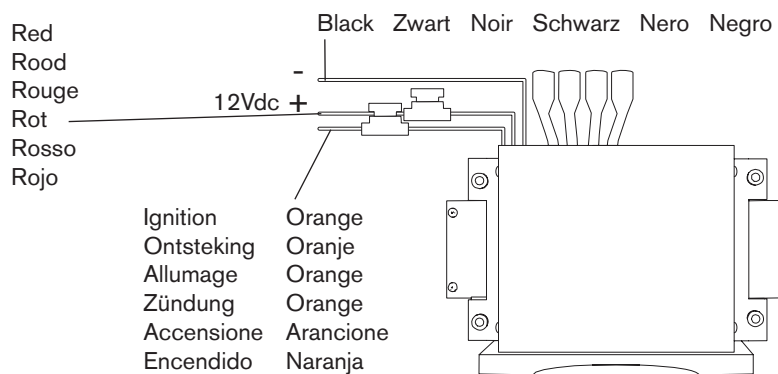 Black Zwart Noir Schwarz Nero Negro
Red
Rood
Rouge
Rot
Rosso
Rojo
-
12Vdc +
Ignition Orange
Ontsteking Oranje
Allumage Orange
Zündung Orange
Accensione Arancione
Encendido Naranja